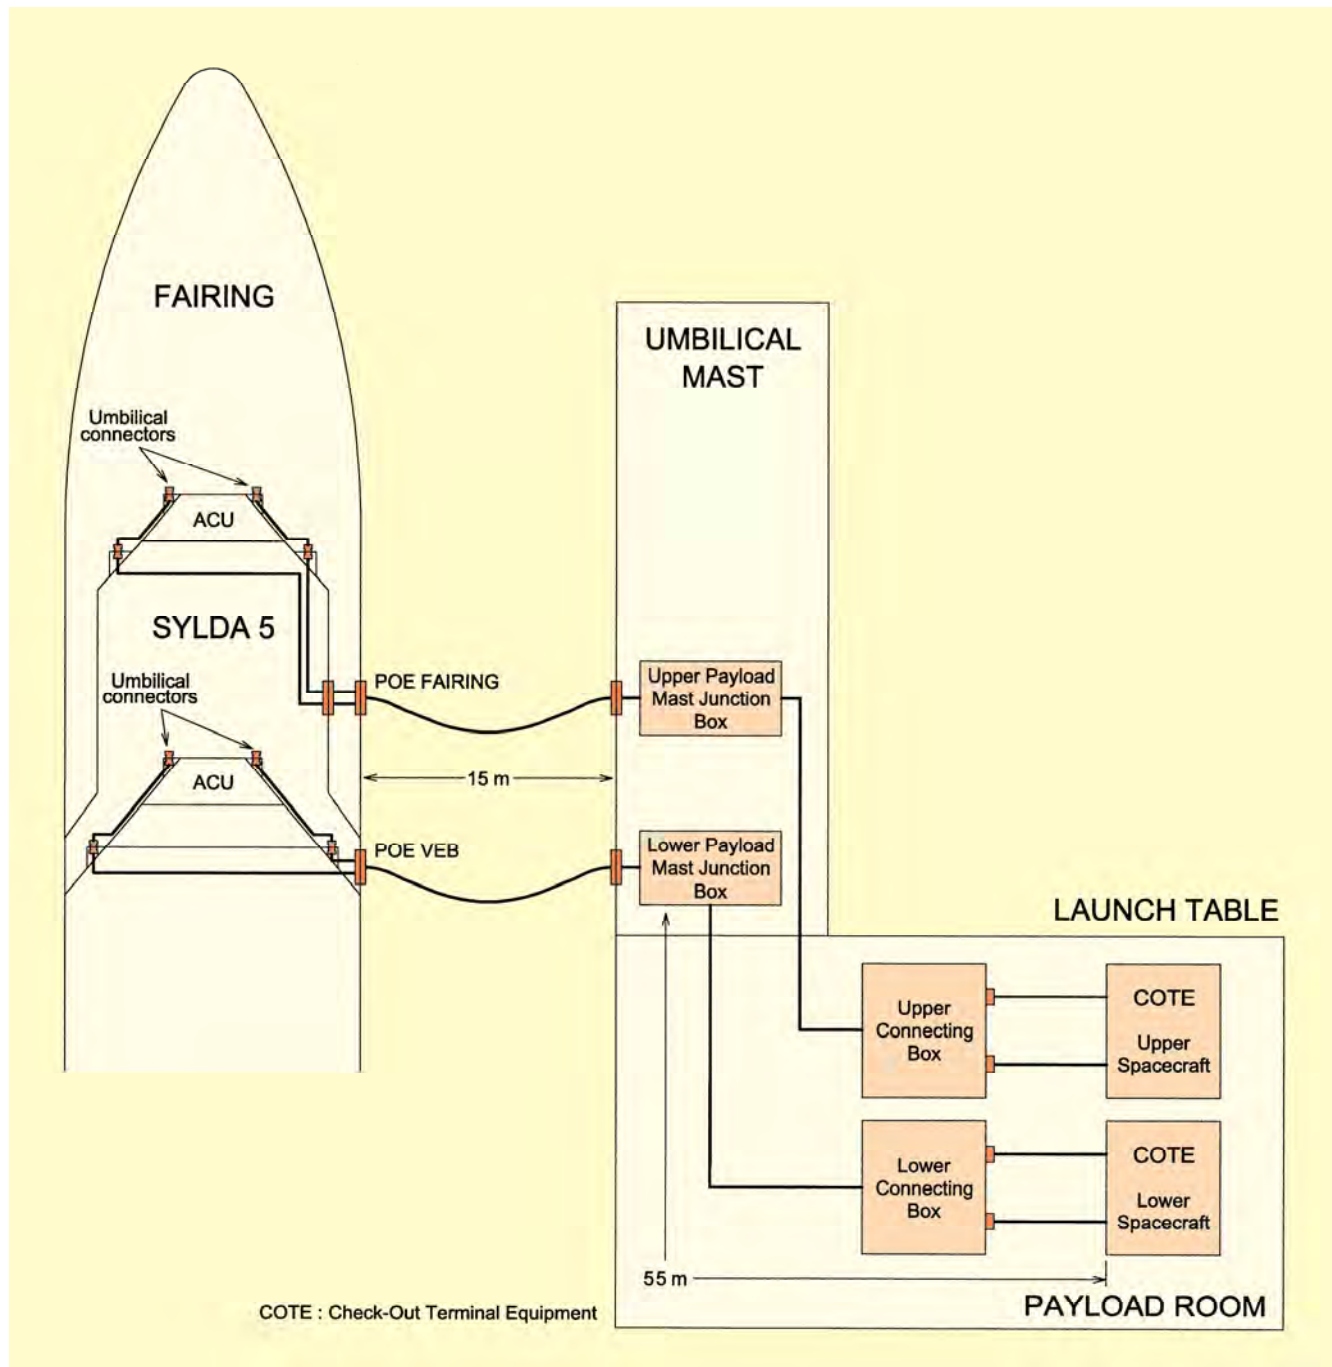 FAIRING
UMBILICAL
MAST
Umbilical
connectors
ACU
SYLDA 5
Umbilical
connectors
POE FAIRING
Upper Payload
Mast Junction
Box
ACU
15 m
POE VEB
Lower Payload
Mast Junction
Box
LAUNCH TABLE
Upper
Connecting
Box
COTE
Upper
Spacecraft
Lower
Connecting
Box
COTE
Lower
Spacecraft
55 m
COTE : Check-Out Terminal Equipment
PAYLOAD ROOM